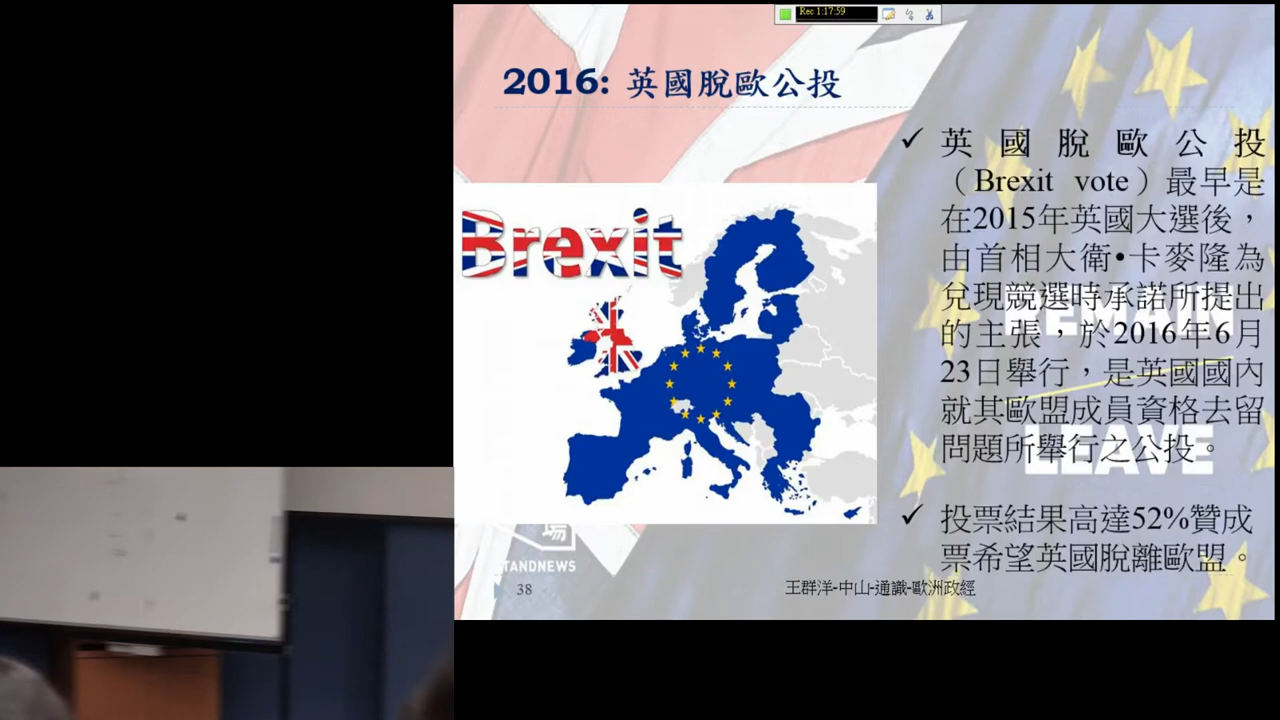 Rec 1:17:59
2016: 英國脫歐公投
Brexit
✓ 英國脫歐公投
（Brexit vote）最早是
在2015年英國大選後，
由首相大衛•卡麥隆為
兌現競選時承諾所提出
的主張，於2016年6月
23日舉行，是英國國內
就其歐盟成員資格去留
問題所舉行之公投。
✓ 投票結果高達52%贊成
票希望英國脫離歐盟。
REMAIN
LEAVE
場
TANDNEWS
38
王群洋-中山-通識-歐洲政經